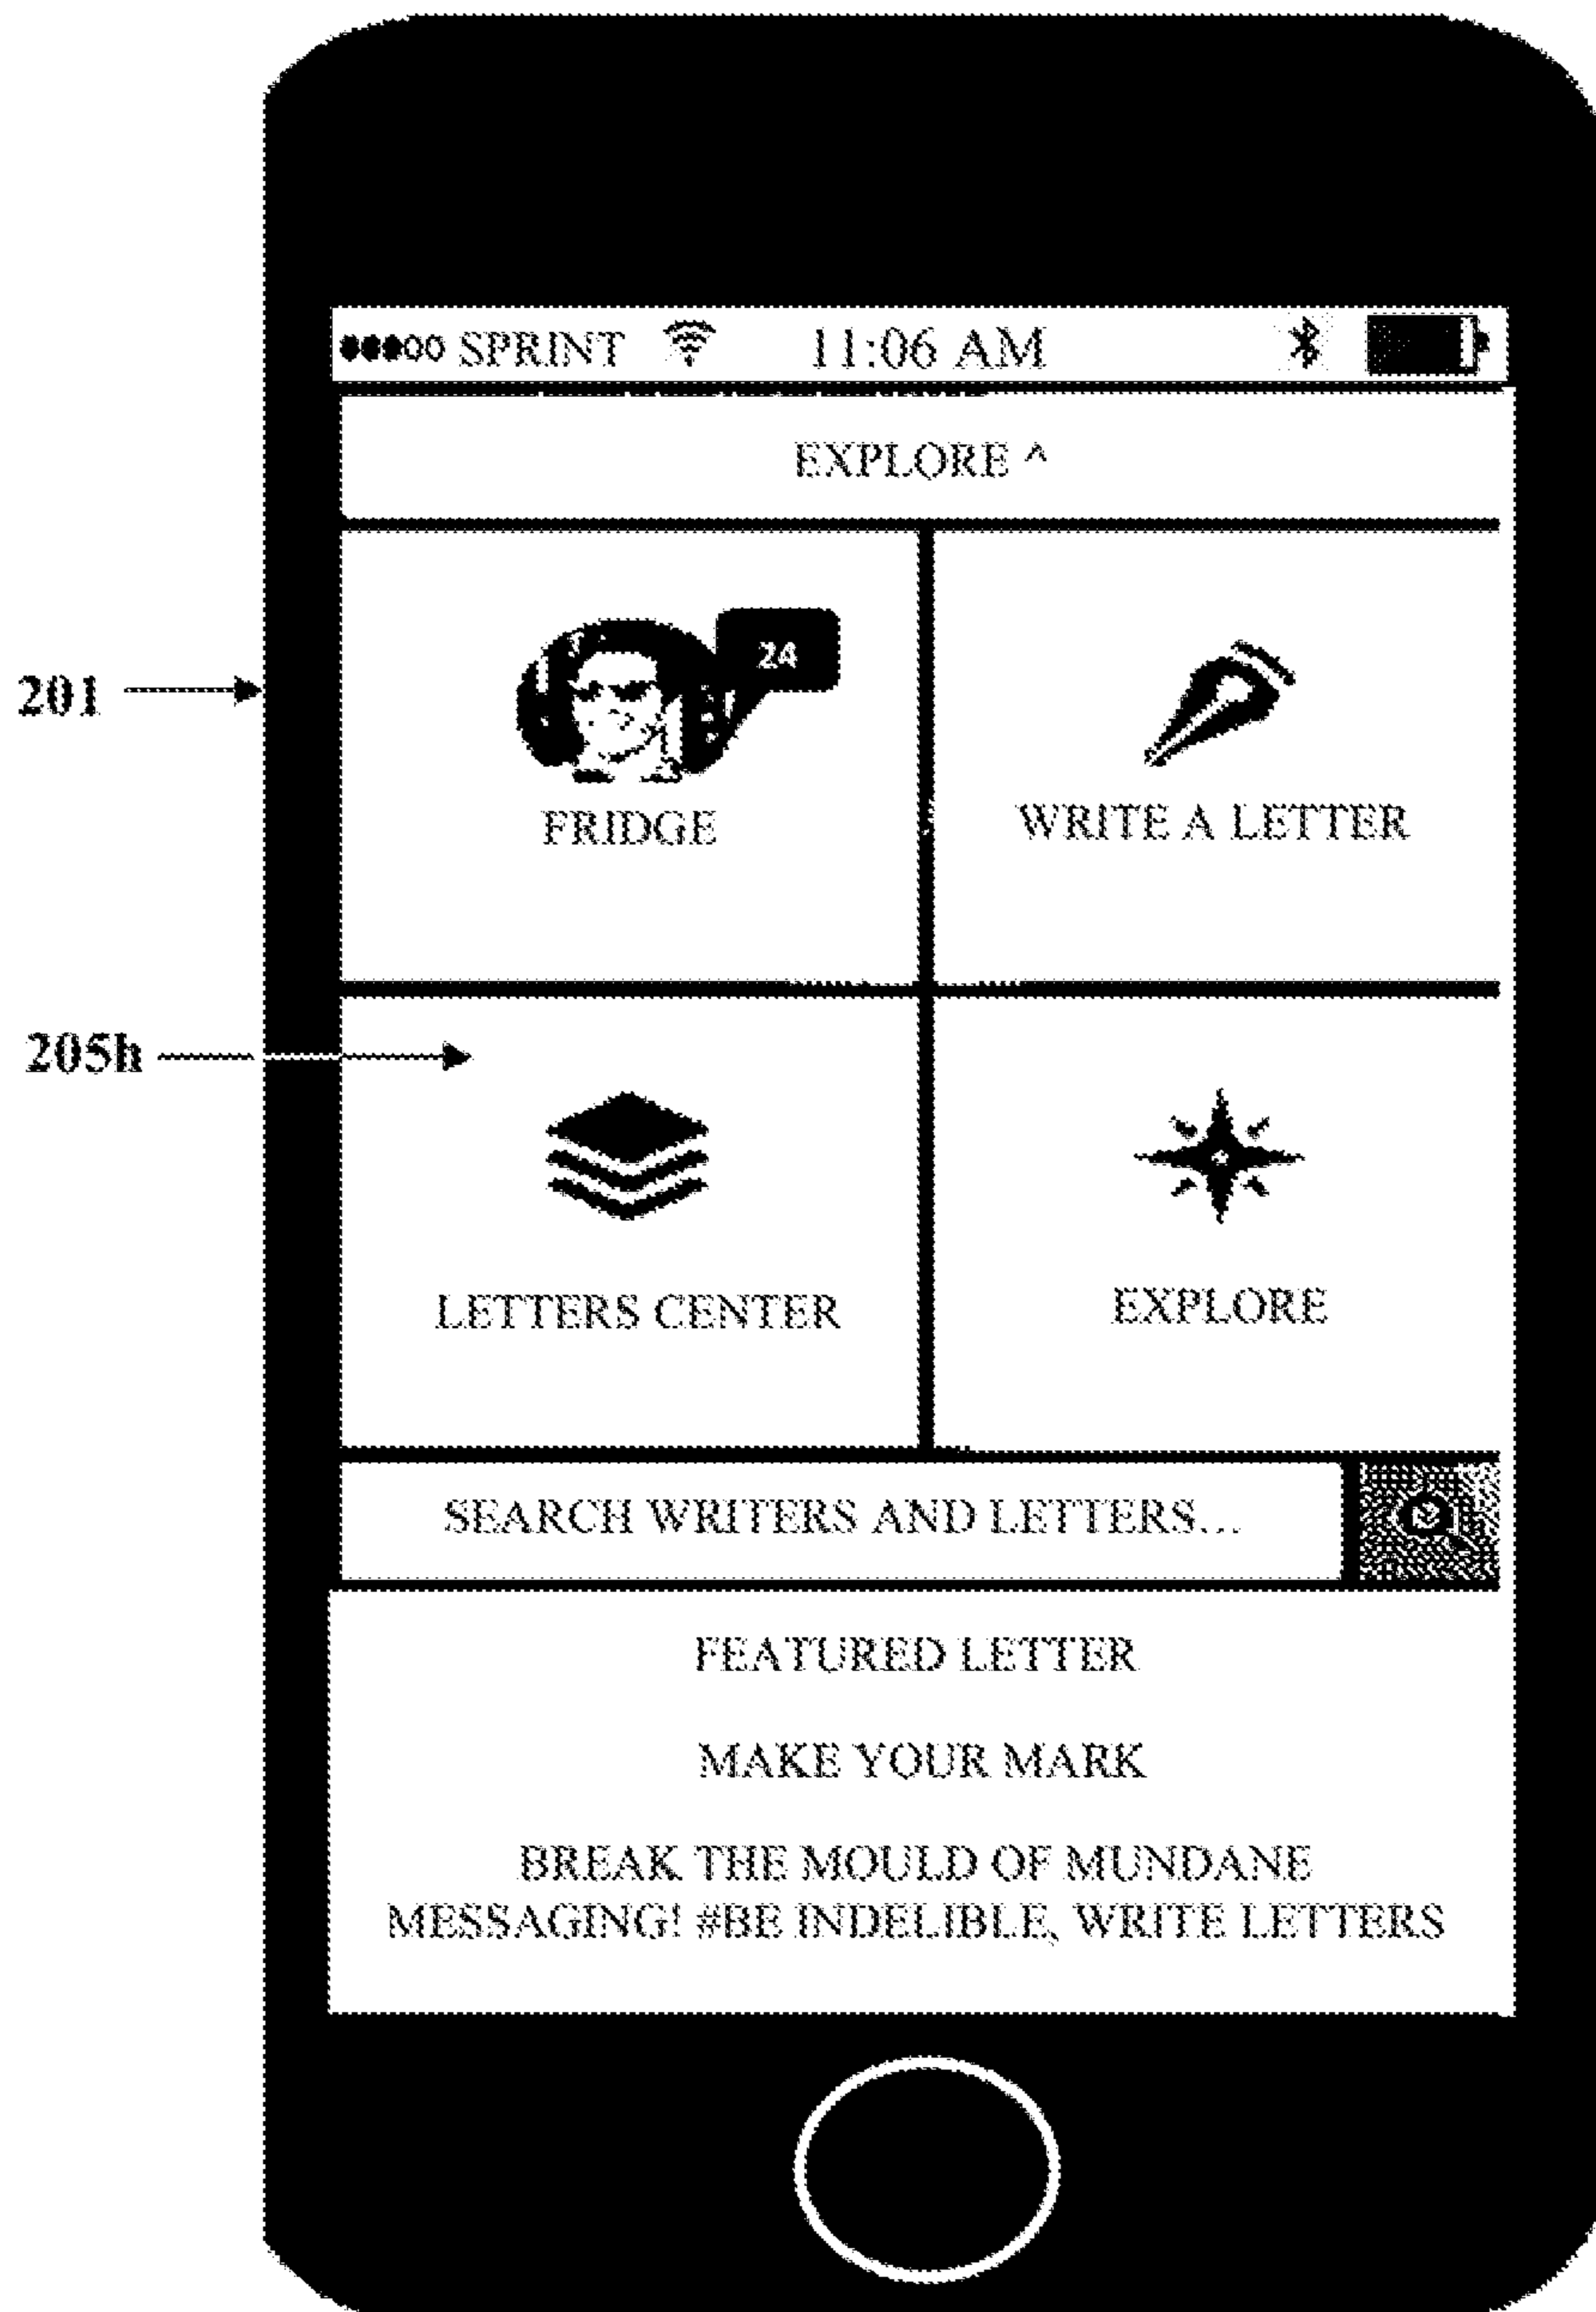 SPRINT 11:06 AM
EXPLORE ^
24
FRIDGE
WRITE A LETTER
201
205h
LETTERS CENTER
EXPLORE
SEARCH WRITERS AND LETTERS...
FEATURED LETTER
MAKE YOUR MARK
BREAK THE MOULD OF MUNDANE
MESSAGING! #BE INDELIBLE, WRITE LETTERS